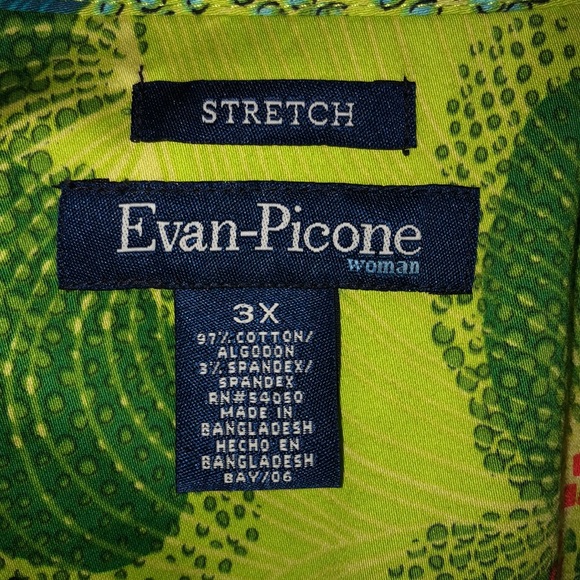 STRETCH
Evan-Picone
woman
3X
97% COTTON/
ALGODON
3% SPANDEX/
SPANDEX
RN#54050
MADE IN
BANGLADESH
HECHO EN
BANGLADESH
BAY/06